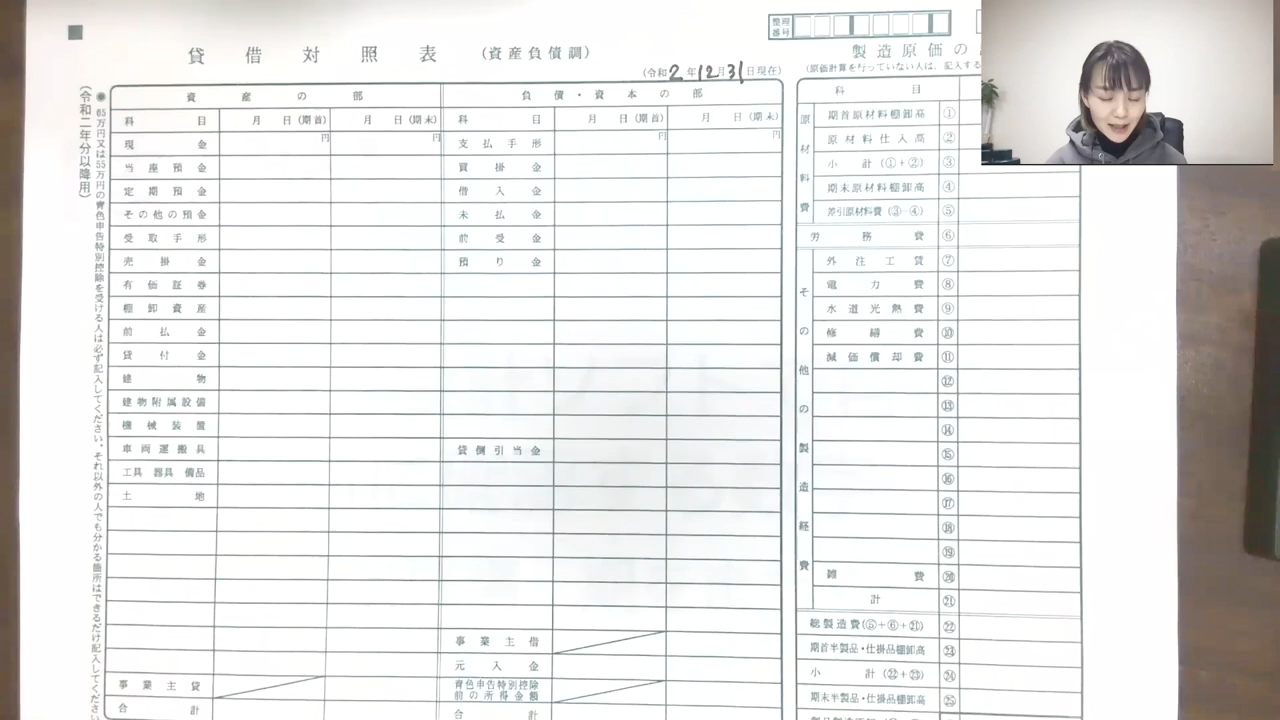 貸借対照表 (資産負債調)
(令和2年12月31日現在)
整理番号
製造原価の
(原価計算を行っていない人は、記入する
(令和二年分以降用)
●65万円又は55万円の青色申告特別控除を受ける人は必ず記入してください。それ以外の人でも分かる箇所はできるだけ記入してください
資産の部
負債・資本の部
科目 月日(期首) 月日(期末) 科目 月日(期首) 月日(期末)
現金 円 円 支払手形 円 円
当座預金 買掛金
定期預金 借入金
その他の預金 未払金
受取手形 前受金
売掛金 預り金
有価証券
棚卸資産
前払金
貸付金
建物
建物附属設備
機械装置
車両運搬具 貸倒引当金
工具器具備品
土地
事業主借
元入金
事業主貸 青色申告特別控除前の所得金額
合計 合計
科目
原材料費
期首原材料棚卸高 ①
原材料仕入高 ②
小計(①+②) ③
期末原材料棚卸高 ④
差引原材料費(③-④) ⑤
労務費 ⑥
その他の製造経費
外注工賃 ⑦
電力費 ⑧
水道光熱費 ⑨
修繕費 ⑩
減価償却費 ⑪
⑫
⑬
⑭
⑮
⑯
⑰
⑱
⑲
雑費 ⑳
計 ㉑
総製造費(⑤+⑥+㉑) ㉒
期首半製品・仕掛品棚卸高 ㉓
小計(㉒+㉓) ㉔
期末半製品・仕掛品棚卸高 ㉕